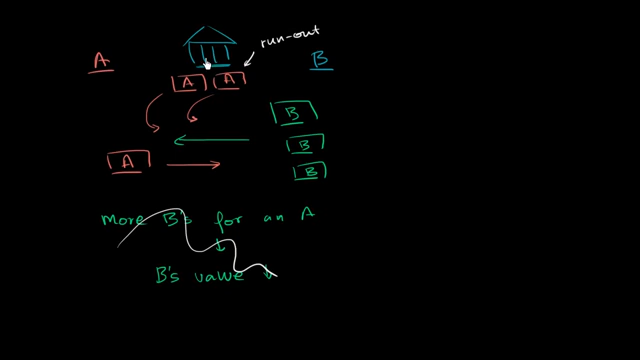 run-out
A B
A A
B
B
A
B
More B's for an A
B's value